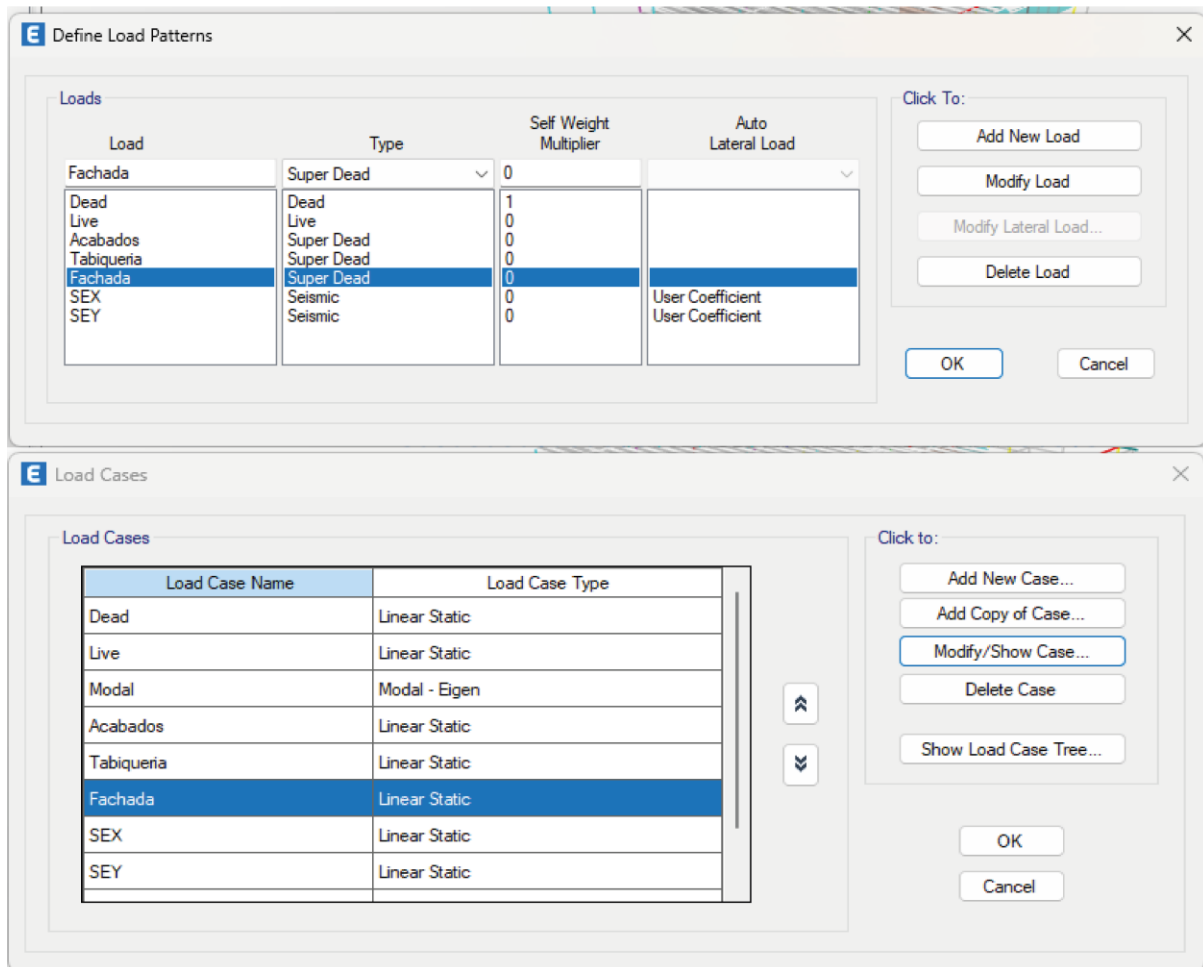 E Define Load Patterns
Loads
Click To:
Load Type Self Weight Multiplier Auto Lateral Load
Fachada Super Dead 0
Dead Dead 1
Live Live 0
Acabados Super Dead 0
Tabiqueria Super Dead 0
Fachada Super Dead 0
SEX Seismic 0 User Coefficient
SEY Seismic 0 User Coefficient
Add New Load
Modify Load
Modify Lateral Load...
Delete Load
OK Cancel
E Load Cases
Load Cases
Click to:
Load Case Name Load Case Type
Dead Linear Static
Live Linear Static
Modal Modal - Eigen
Acabados Linear Static
Tabiqueria Linear Static
Fachada Linear Static
SEX Linear Static
SEY Linear Static
Add New Case...
Add Copy of Case...
Modify/Show Case...
Delete Case
Show Load Case Tree...
OK
Cancel